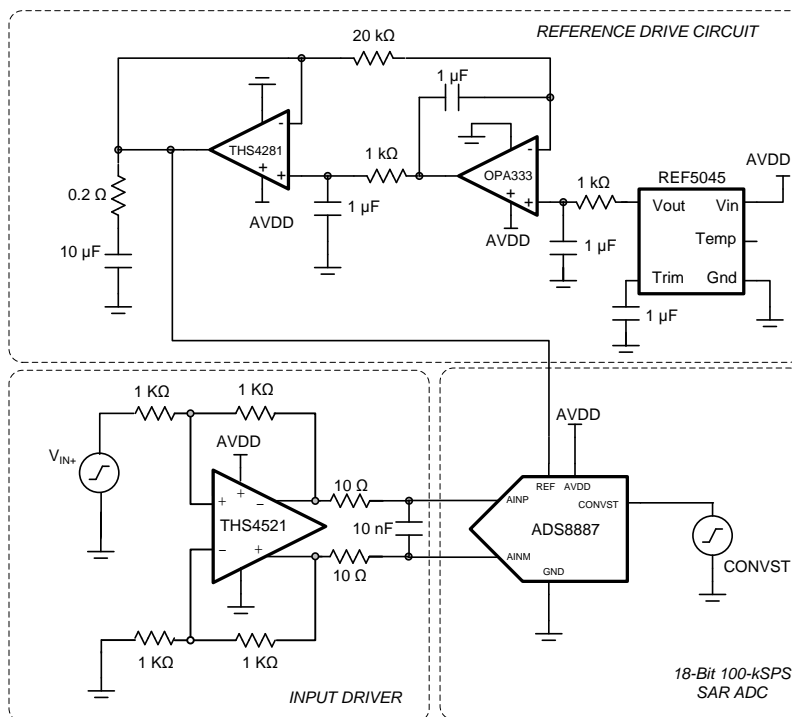 REFERENCE DRIVE CIRCUIT
20 kΩ
1 µF
-
THS4281
+
+
AVDD
1 kΩ
1 µF
-
OPA333
+
+
AVDD
1 kΩ
1 µF
REF5045
AVDD
Vout
Vin
Temp
Trim
Gnd
1 µF
0.2 Ω
10 µF
1 KΩ
1 KΩ
VIN+
AVDD
+
+
−
THS4521
−
+
10 Ω
10 nF
10 Ω
1 KΩ
1 KΩ
INPUT DRIVER
AVDD
REF
AVDD
CONVST
AINP
ADS8887
AINM
GND
CONVST
18-Bit 100-kSPS
SAR ADC